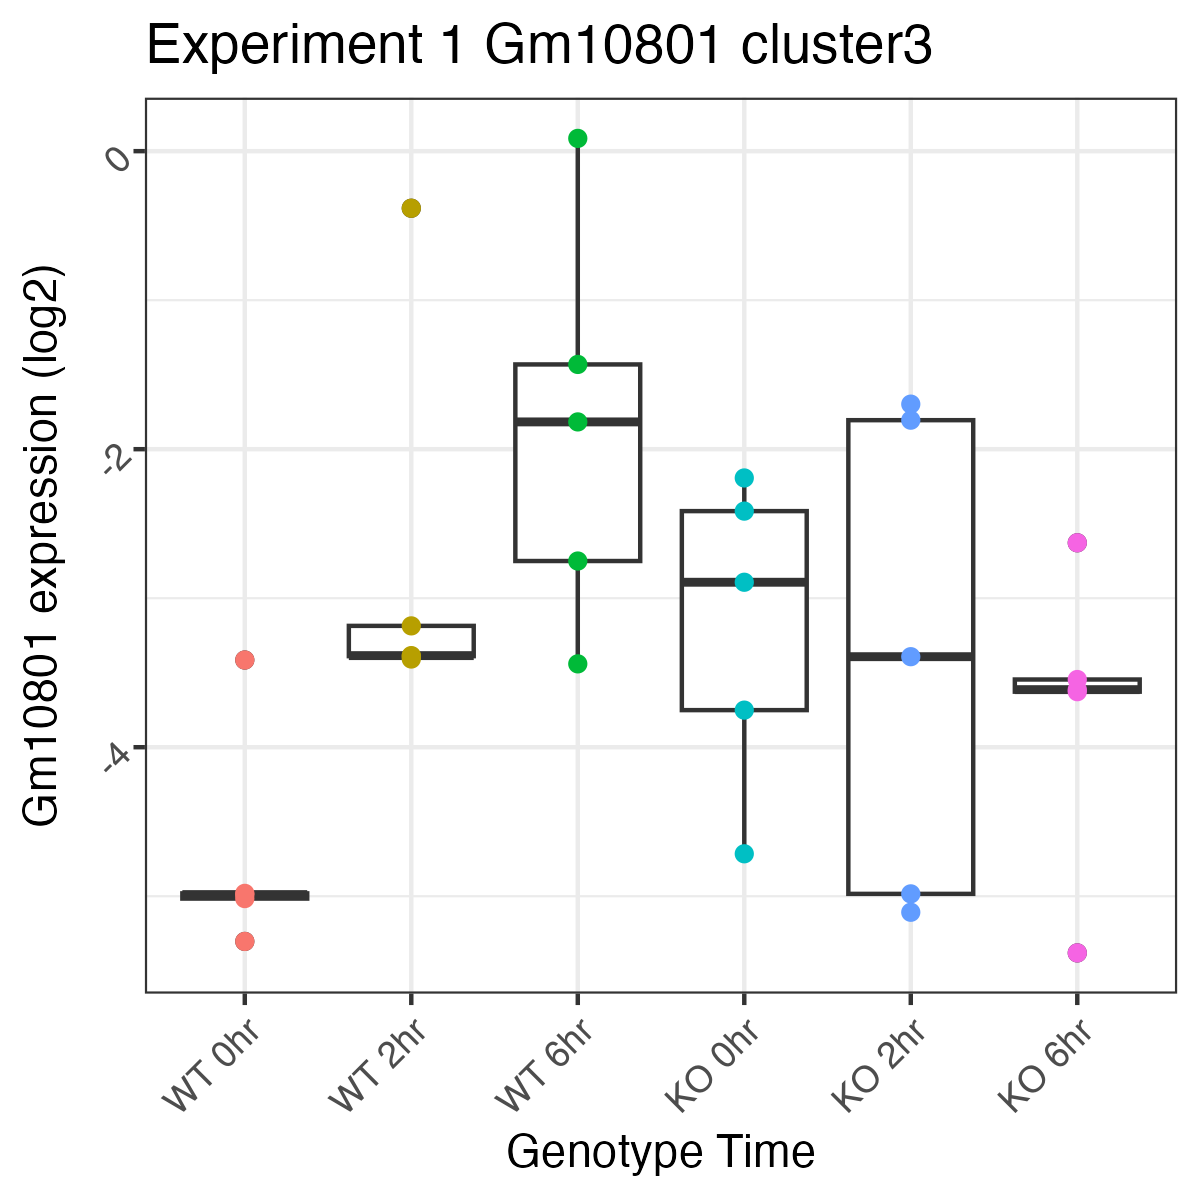 Experiment 1 Gm10801 cluster3
Gm10801 expression (log2)
0
-2
-4
WT 0hr
WT 2hr
WT 6hr
KO 0hr
KO 2hr
KO 6hr
Genotype Time